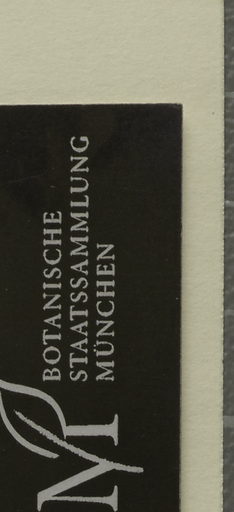 BOTANISCHE
STAATSSAMMLUNG
MÜNCHEN
M